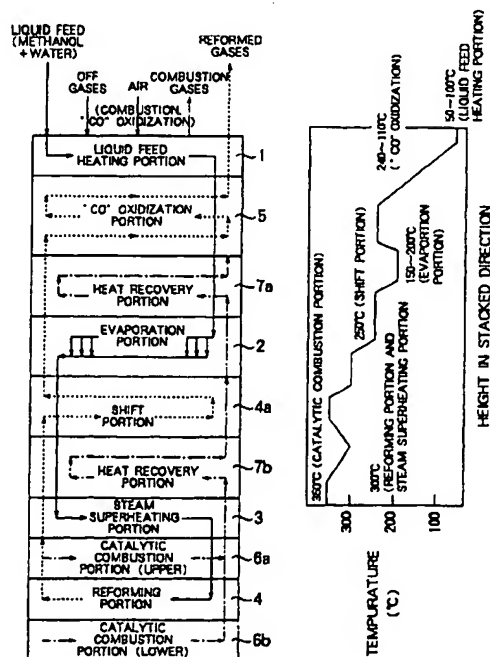 LIQUID FEED
(METHANOL
+WATER)
REFORMED
GASES
OFF
GASES
AIR
COMBUSTION
GASES
(COMBUSTION,
"CO" OXIDIZATION)
LIQUID FEED
HEATING PORTION
1
"CO" OXIDIZATION
PORTION
5
HEAT RECOVERY
PORTION
7a
EVAPORATION
PORTION
2
SHIFT
PORTION
4a
HEAT RECOVERY
PORTION
7b
STEAM
SUPERHEATING
PORTION
3
CATALYTIC
COMBUSTION
PORTION (UPPER)
6a
REFORMING
PORTION
4
CATALYTIC
COMBUSTION
PORTION (LOWER)
6b
350°C (CATALYTIC COMBUSTION PORTION)
300°C
(REFORMING PORTION AND
STEAM SUPERHEATING PORTION
250°C (SHIFT PORTION)
150~200°C
(EVAPORTION
PORTION)
240~110°C
("CO" OXIDIZATION)
50~100°C
(LIQUID FEED
HEATING PORTION)
300
200
100
TEMPURATURE
(°C)
HEIGHT IN STACKED DIRECTION